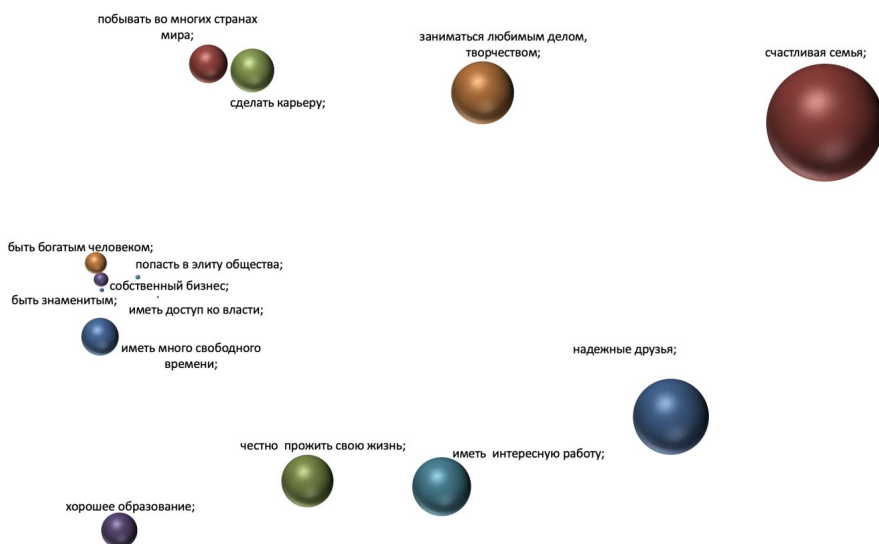 побывать во многих странах
мира;
сделать карьеру;
заниматься любимым делом,
творчеством;
счастливая семья;
быть богатым человеком;
попасть в элиту общества;
собственный бизнес;
быть знаменитым;
иметь доступ ко власти;
иметь много свободного
времени;
надежные друзья;
честно  прожить свою жизнь;
иметь  интересную работу;
хорошее образование;